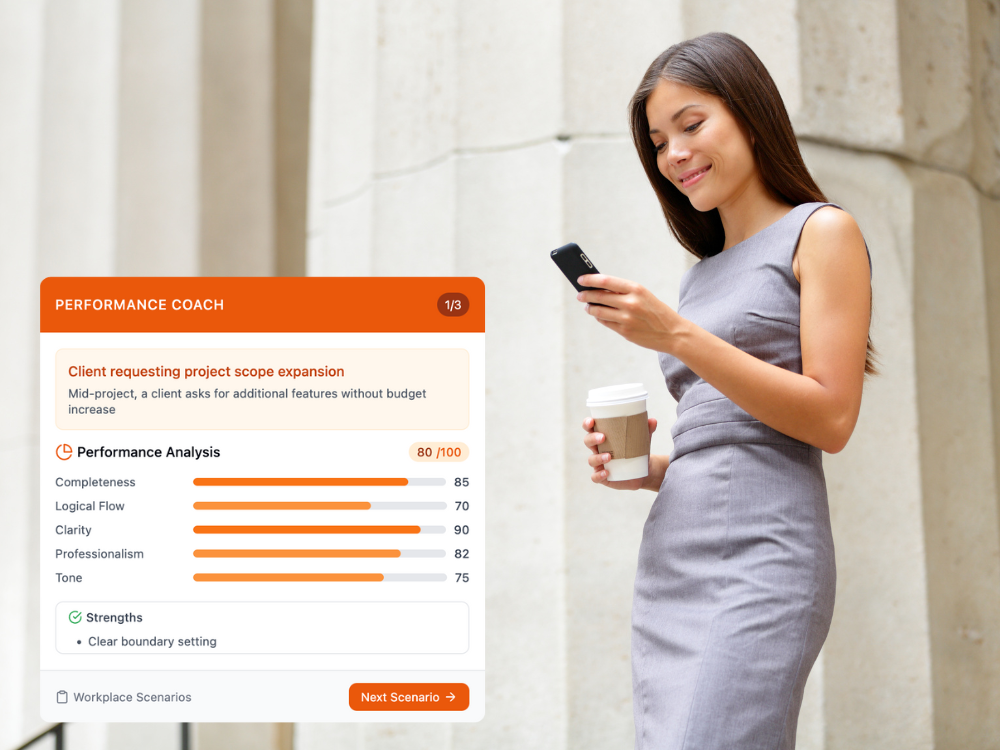 PERFORMANCE COACH
1/3
Client requesting project scope expansion
Mid-project, a client asks for additional features without budget
increase
Performance Analysis
80 /100
Completeness
85
Logical Flow
70
Clarity
90
Professionalism
82
Tone
75
Strengths
• Clear boundary setting
Workplace Scenarios
Next Scenario →